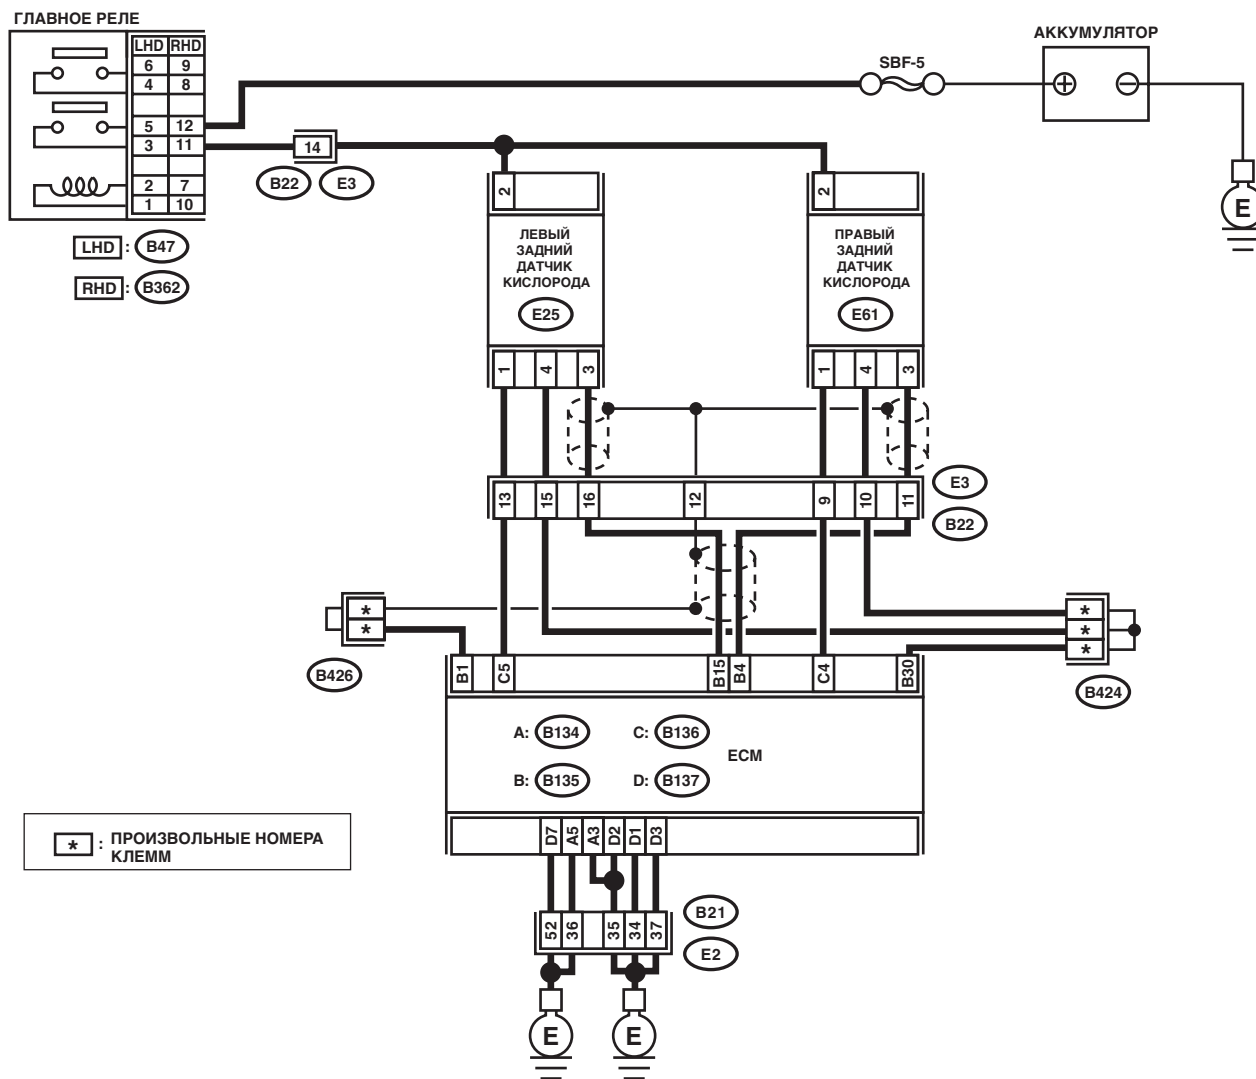 ГЛАВНОЕ РЕЛЕ
LHD RHD
6 9
4 8
5 12
3 11
2 7
1 10
LHD : B47
RHD : B362
14
B22 E3
SBF-5
АККУМУЛЯТОР
+ −
E
2
ЛЕВЫЙ
ЗАДНИЙ
ДАТЧИК
КИСЛОРОДА
E25
1 4 3
2
ПРАВЫЙ
ЗАДНИЙ
ДАТЧИК
КИСЛОРОДА
E61
1 4 3
13 15 16 12 9 10 11
E3
B22
*
*
B426
*
*
*
B424
B1 C5 B15 B4 C4 B30
A: B134 C: B136
ECM
B: B135 D: B137
D7 A5 A3 D2 D1 D3
52 36 35 34 37
B21
E2
E E
* : ПРОИЗВОЛЬНЫЕ НОМЕРА
КЛЕММ